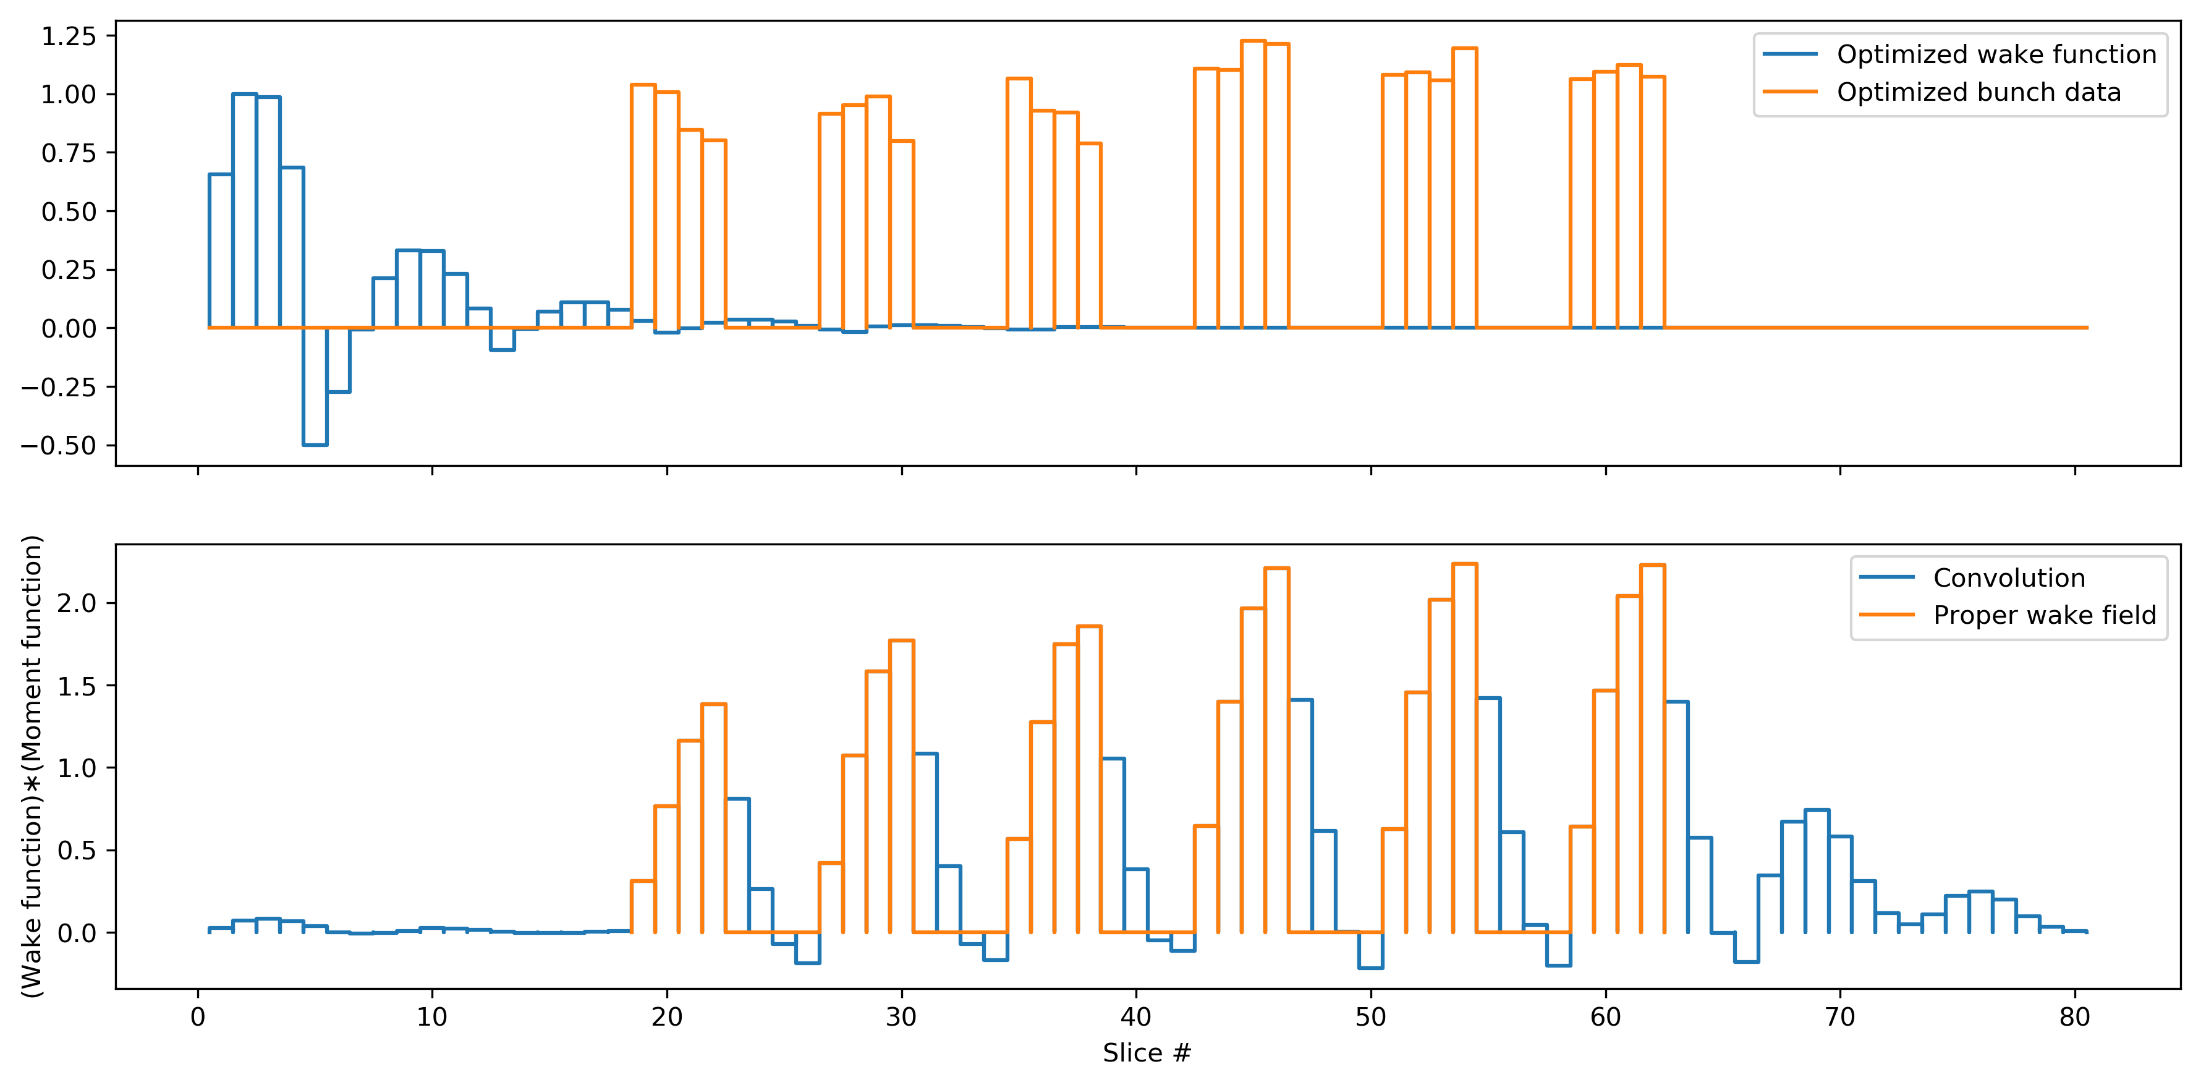 1.25
1.00
0.75
0.50
0.25
0.00
−0.25
−0.50
Optimized wake function
Optimized bunch data
(Wake function)∗(Moment function)
2.0
1.5
1.0
0.5
0.0
Convolution
Proper wake field
0 10 20 30 40 50 60 70 80
Slice #